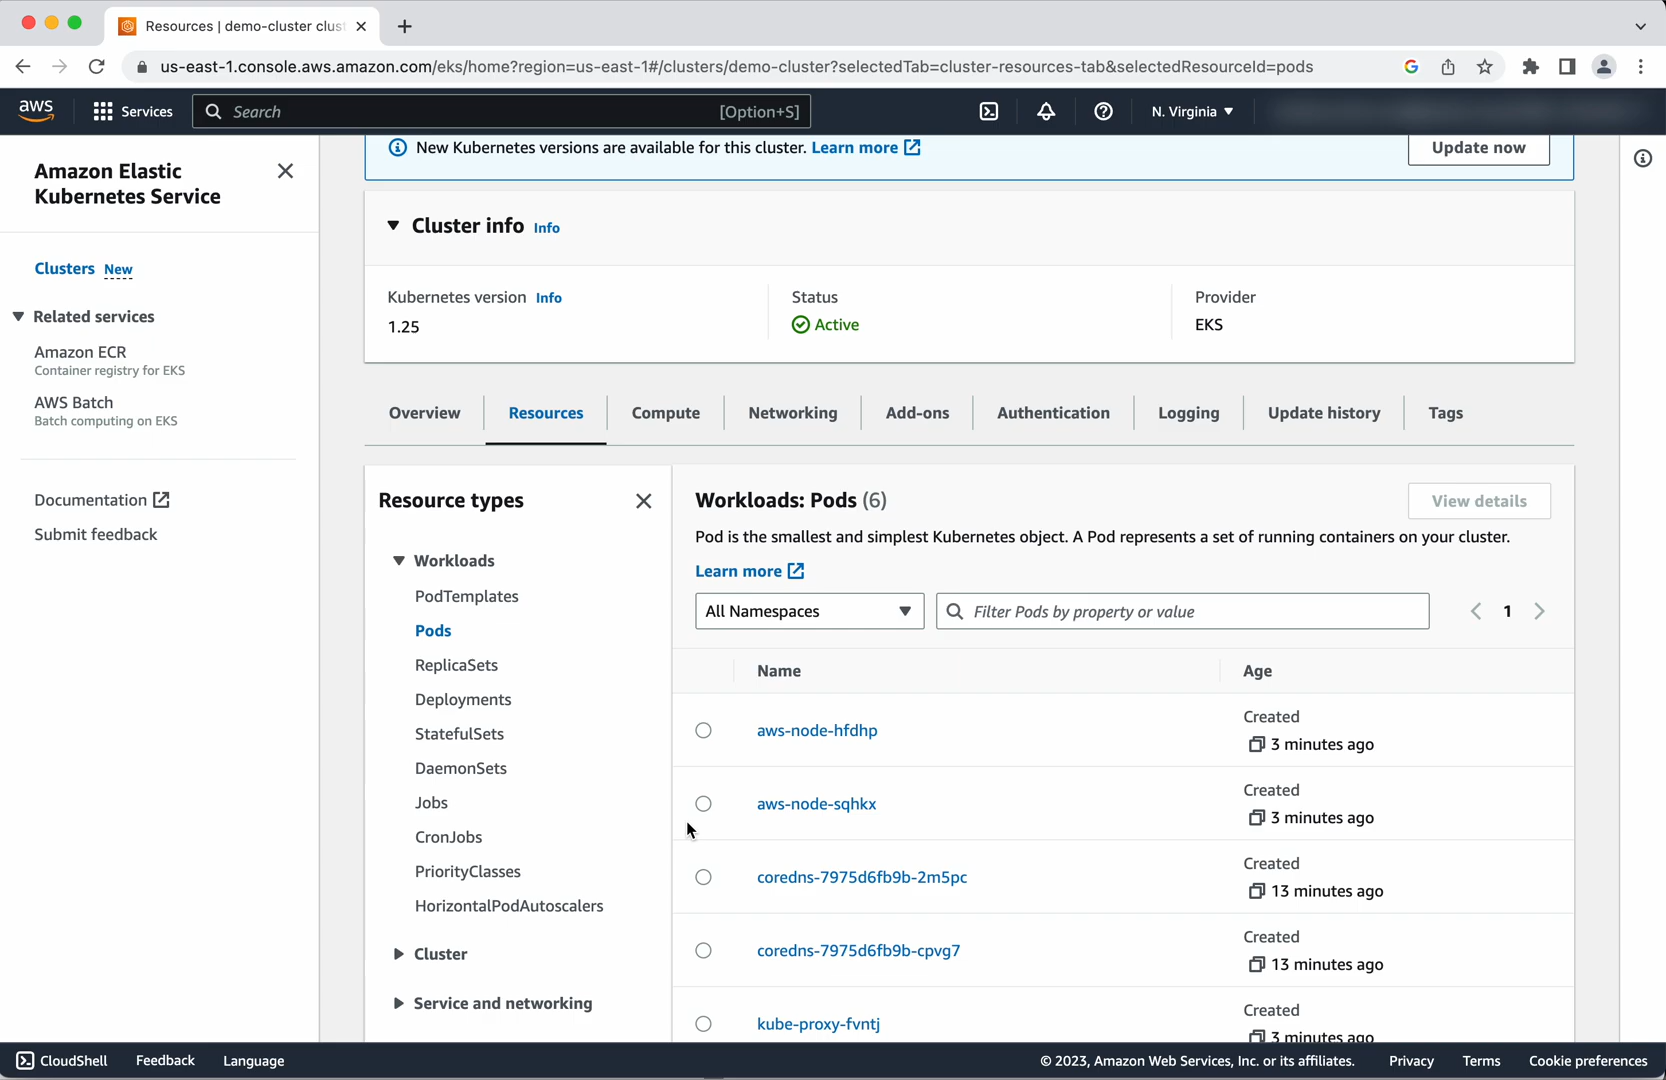 Resources | demo-cluster clust
us-east-1.console.aws.amazon.com/eks/home?region=us-east-1#/clusters/demo-cluster?selectedTab=cluster-resources-tab&selectedResourceId=pods
aws
Services
Search
[Option+S]
N. Virginia
Amazon Elastic
Kubernetes Service
Clusters New
Related services
Amazon ECR
Container registry for EKS
AWS Batch
Batch computing on EKS
Documentation
Submit feedback
New Kubernetes versions are available for this cluster. Learn more
Update now
Cluster info Info
Kubernetes version Info
1.25
Status
Active
Provider
EKS
Overview
Resources
Compute
Networking
Add-ons
Authentication
Logging
Update history
Tags
Resource types
Workloads
PodTemplates
Pods
ReplicaSets
Deployments
StatefulSets
DaemonSets
Jobs
CronJobs
PriorityClasses
HorizontalPodAutoscalers
Cluster
Service and networking
Workloads: Pods (6)
View details
Pod is the smallest and simplest Kubernetes object. A Pod represents a set of running containers on your cluster.
Learn more
All Namespaces
Filter Pods by property or value
1
Name
Age
aws-node-hfdhp
Created
3 minutes ago
aws-node-sqhkx
Created
3 minutes ago
coredns-7975d6fb9b-2m5pc
Created
13 minutes ago
coredns-7975d6fb9b-cpvg7
Created
13 minutes ago
kube-proxy-fvntj
Created
3 minutes ago
CloudShell
Feedback
Language
© 2023, Amazon Web Services, Inc. or its affiliates.
Privacy
Terms
Cookie preferences